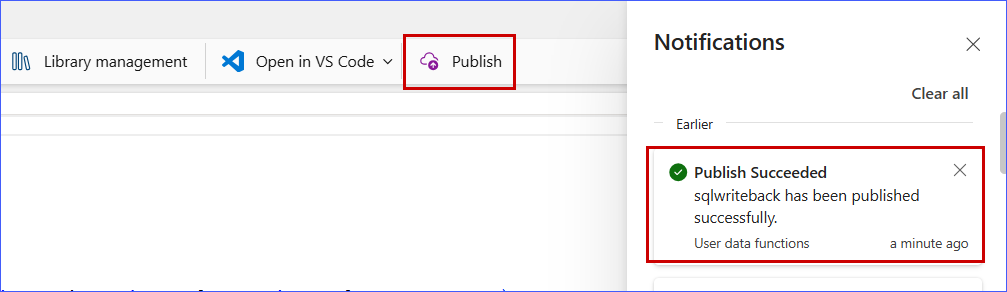 Library management
Open in VS Code
Publish
Notifications
Clear all
Earlier
Publish Succeeded
sqlwriteback has been published
successfully.
User data functions
a minute ago